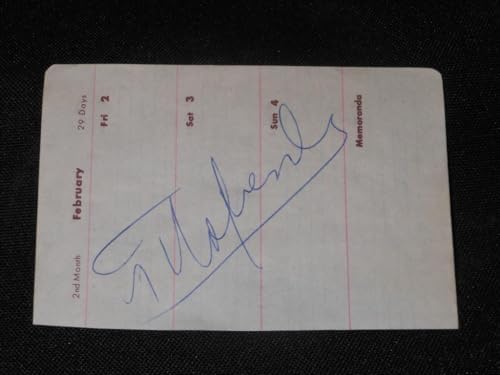 2nd Month February 29 Days
Fri 2
Sat 3
Sun 4
Memoranda